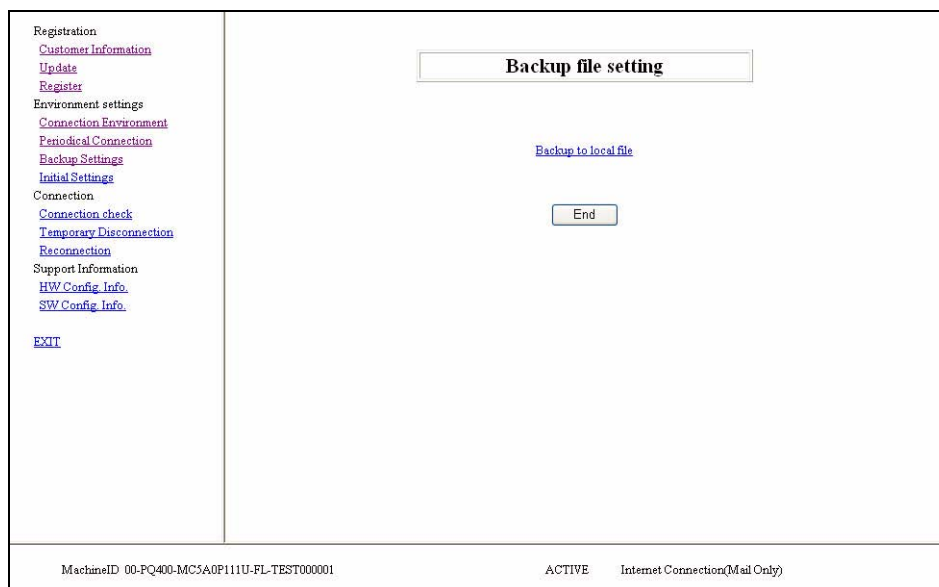 Registration
Customer Information
Update
Register
Environment settings
Connection Environment
Periodical Connection
Backup Settings
Initial Settings
Connection
Connection check
Temporary Disconnection
Reconnection
Support Information
HW Config. Info.
SW Config. Info.
EXIT
Backup file setting
Backup to local file
End
MachineID 00-PQ400-MC5A0P111U-FL-TEST000001 ACTIVE Internet Connection(Mail Only)